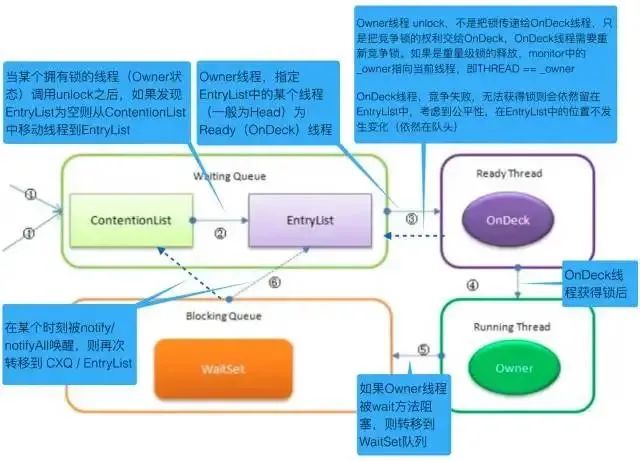 Owner线程 unlock，不是把锁传递给OnDeck线程，只
是把竞争锁的权利交给OnDeck，OnDeck线程需要重
新竞争锁。如果是重量级锁的释放，monitor中的
_owner指向当前线程，即THREAD == _owner
OnDeck线程，竞争失败，无法获得锁则会依然留在
EntryList中，考虑到公平性，在EntryList中的位置不发
生变化（依然在队头）
当某个拥有锁的线程（Owner状
态）调用unlock之后，如果发现
EntryList为空则从ContentionList
中移动线程到EntryList
Owner线程，指定
EntryList中的某个线程
（一般为Head）为
Ready（OnDeck）线程
Waiting Queue
Ready Thread
①
①
ContentionList
②
EntryList
③
OnDeck
⑥
④
OnDeck线
程获得锁后
在某个时刻被notify/
notifyAll唤醒，则再次
转移到 CXQ / EntryList
Blocking Queue
Running Thread
WaitSet
⑤
Owner
如果Owner线程
被wait方法阻
塞，则转移到
WaitSet队列